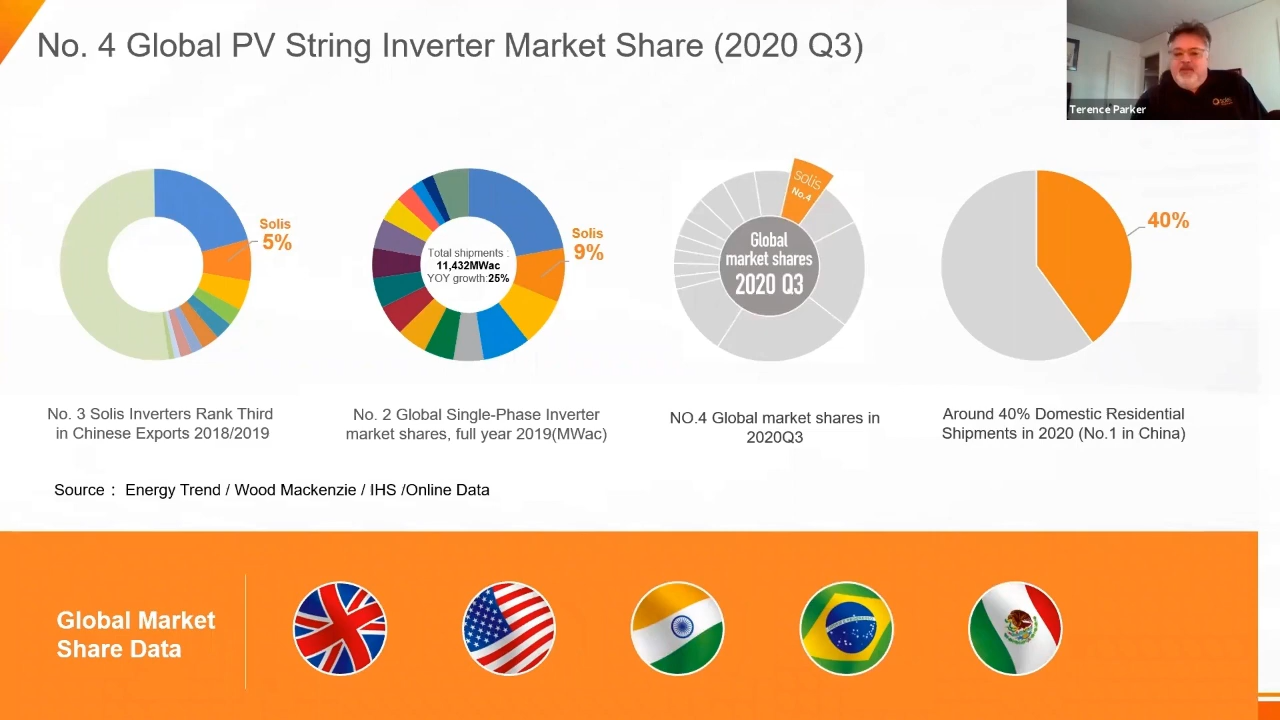 No. 4 Global PV String Inverter Market Share (2020 Q3)
Terence Parker
Solis
5%
Total shipments :
11,432MWac
YOY growth:25%
Solis
9%
solis
No.4
Global
market shares
2020 Q3
40%
No. 3 Solis Inverters Rank Third
in Chinese Exports 2018/2019
No. 2 Global Single-Phase Inverter
market shares, full year 2019(MWac)
NO.4 Global market shares in
2020Q3
Around 40% Domestic Residential
Shipments in 2020 (No.1 in China)
Source : Energy Trend / Wood Mackenzie / IHS /Online Data
Global Market
Share Data